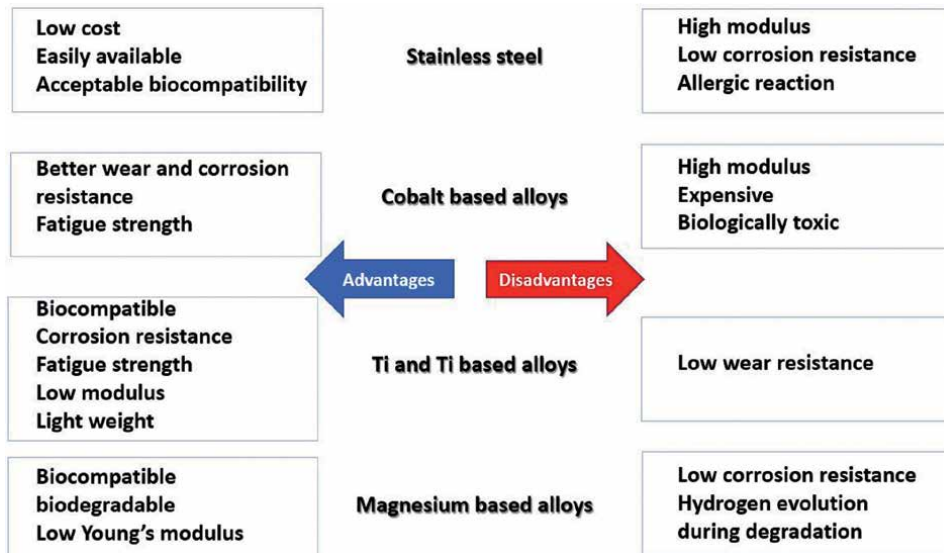 Low cost
Easily available
Acceptable biocompatibility
Stainless steel
High modulus
Low corrosion resistance
Allergic reaction
Better wear and corrosion
resistance
Fatigue strength
Cobalt based alloys
High modulus
Expensive
Biologically toxic
Advantages
Disadvantages
Biocompatible
Corrosion resistance
Fatigue strength
Low modulus
Light weight
Ti and Ti based alloys
Low wear resistance
Biocompatible
biodegradable
Low Young's modulus
Magnesium based alloys
Low corrosion resistance
Hydrogen evolution
during degradation